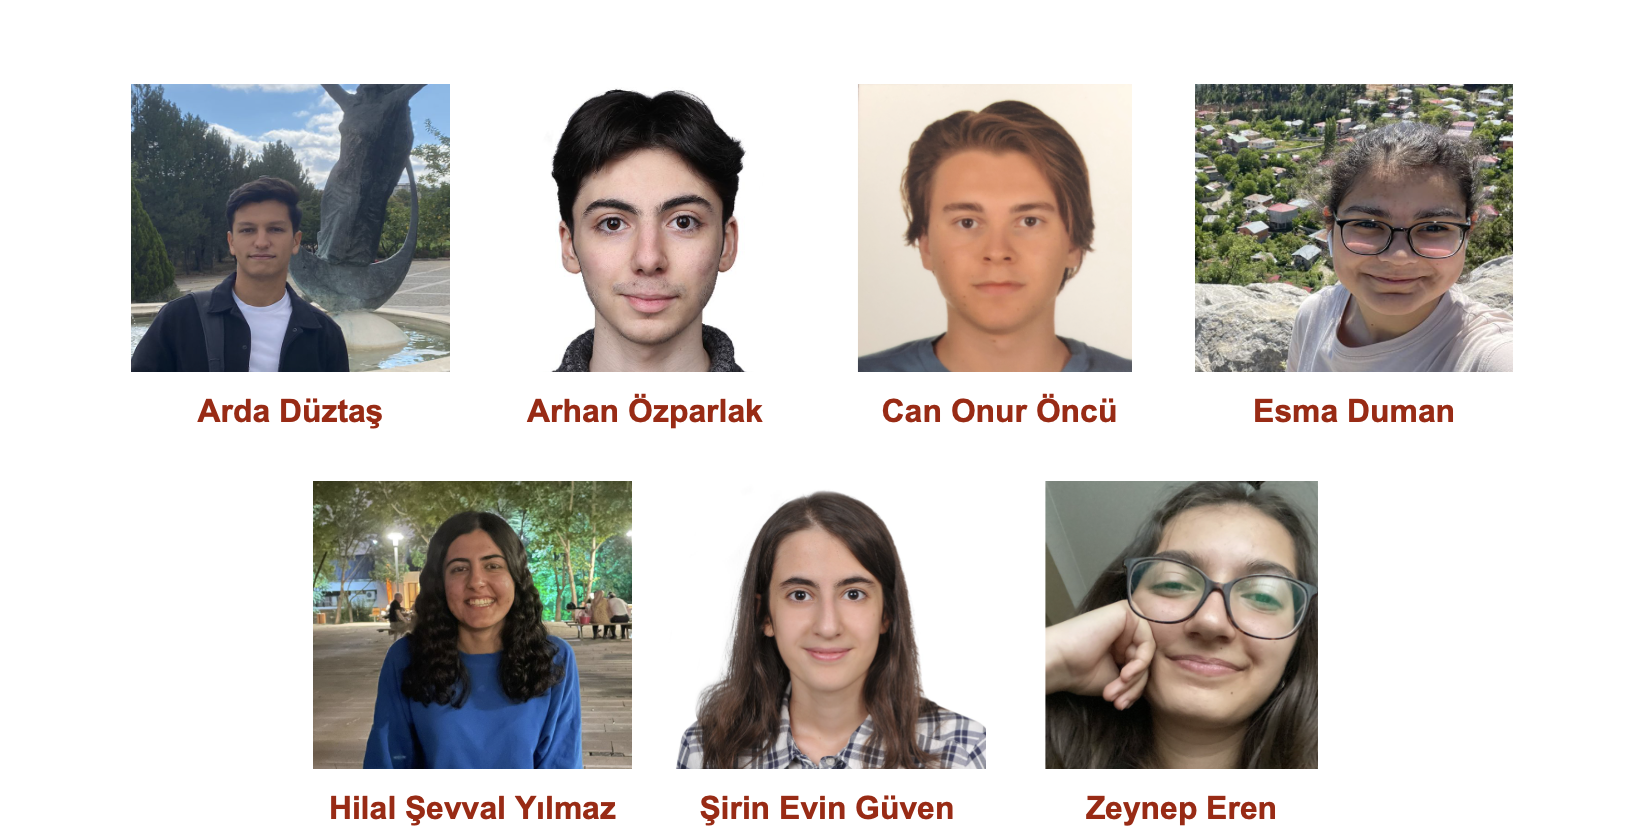 Arda Düztaş
Arhan Özparlak
Can Onur Öncü
Esma Duman
Hilal Şevval Yılmaz
Şirin Evin Güven
Zeynep Eren